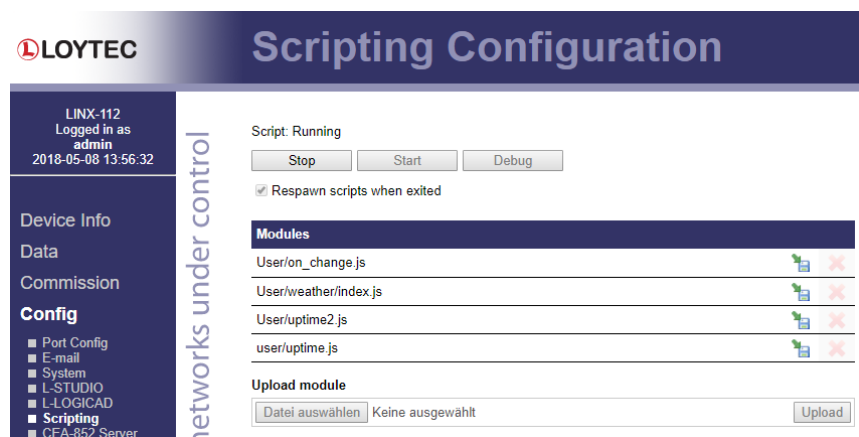 LOYTEC
Scripting Configuration
LINX-112
Logged in as
admin
2018-05-08 13:56:32
Device Info
Data
Commission
Config
Port Config
E-mail
System
L-STUDIO
L-LOGICAD
Scripting
CEA-852 Server
networks under control
Script: Running
Stop Start Debug
Respawn scripts when exited
Modules
User/on_change.js
User/weather/index.js
User/uptime2.js
user/uptime.js
Upload module
Datei auswählen Keine ausgewählt Upload